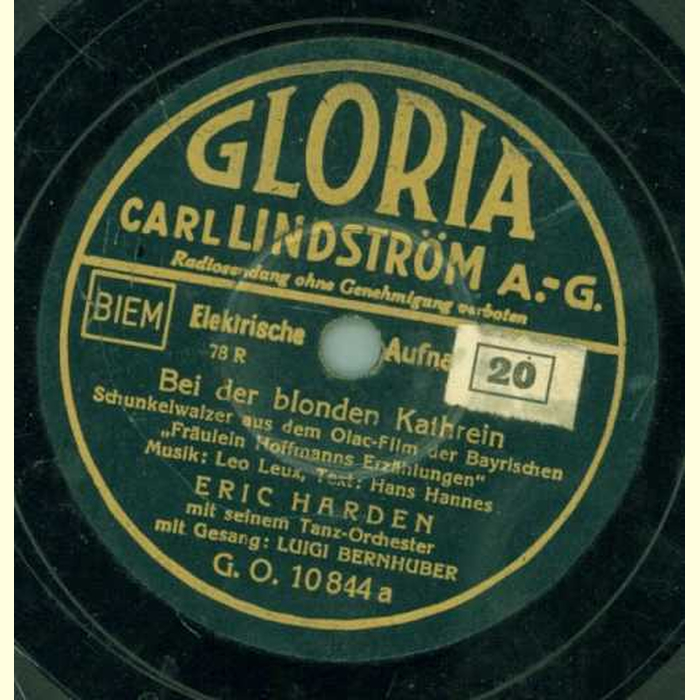 GLORIA
CARL LINDSTRÖM A.-G.
Radiosendung ohne Genehmigung verboten
BIEM
Elektrische
78 R
20
Bei der blonden Kathrein
Schunkelwalzer aus dem Olac-Film der Bayrischen
„Fräulein Hoffmanns Erzählungen"
Musik: Leo Leux, Text: Hans Hannes
ERIC HARDEN
mit seinem Tanz-Orchester
mit Gesang: LUIGI BERNHUBER
G. O. 10844 a